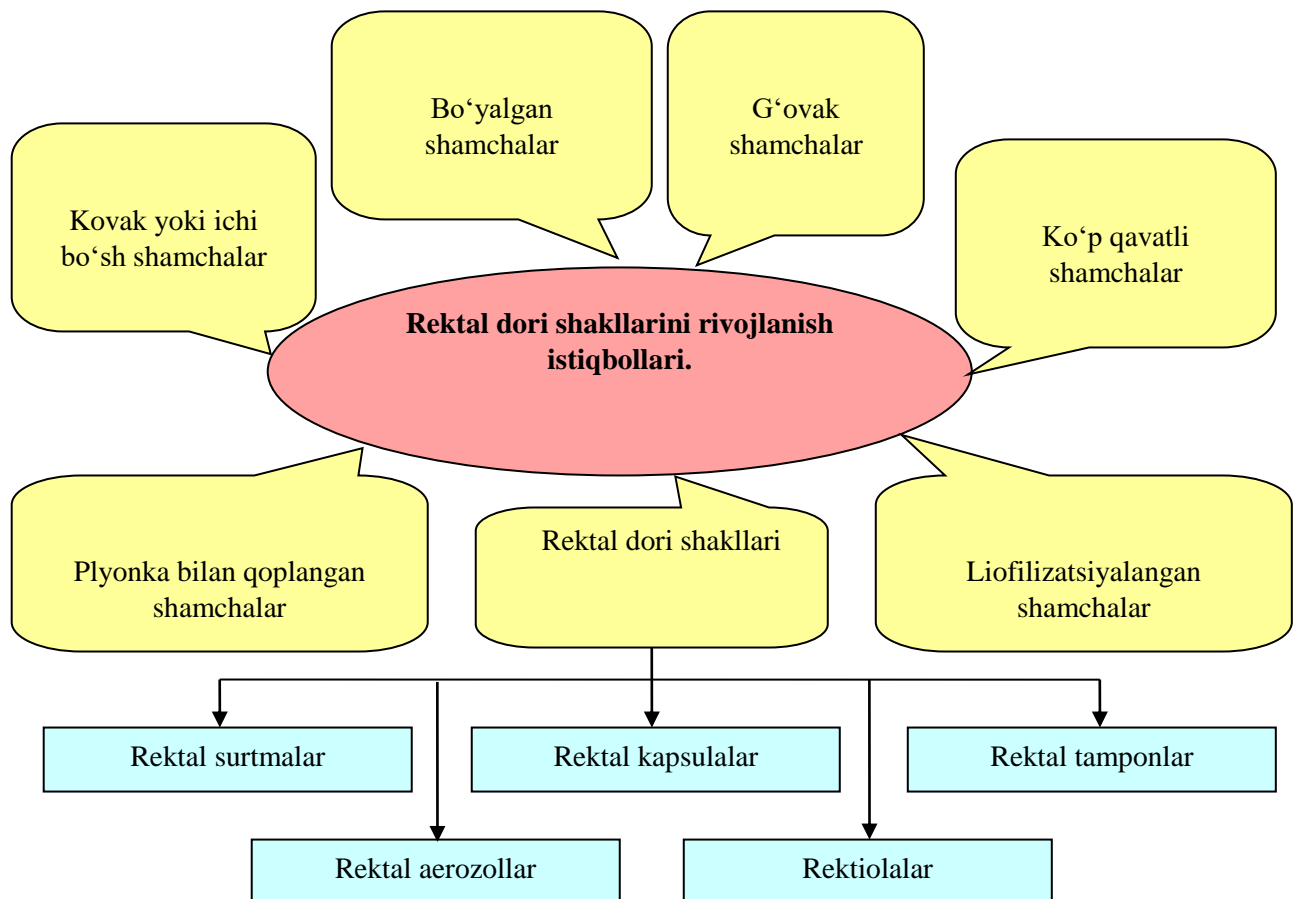 Bo‘yalgan
shamchalar
G‘ovak
shamchalar
Kovak yoki ichi
bo‘sh shamchalar
Ko‘p qavatli
shamchalar
Rektal dori shakllarini rivojlanish
istiqbollari.
Plyonka bilan qoplangan
shamchalar
Rektal dori shakllari
Liofilizatsiyalangan
shamchalar
Rektal surtmalar
Rektal kapsulalar
Rektal tamponlar
Rektal aerozollar
Rektiolalar